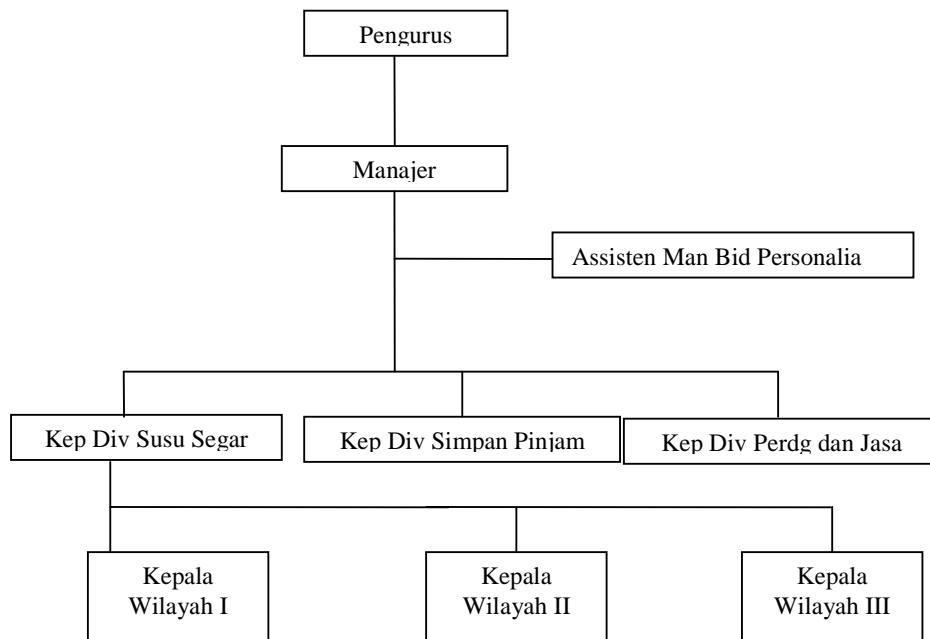 Pengurus
Manajer
Assisten Man Bid Personalia
Kep Div Susu Segar
Kep Div Simpan Pinjam
Kep Div Perdg dan Jasa
Kepala
Wilayah I
Kepala
Wilayah II
Kepala
Wilayah III